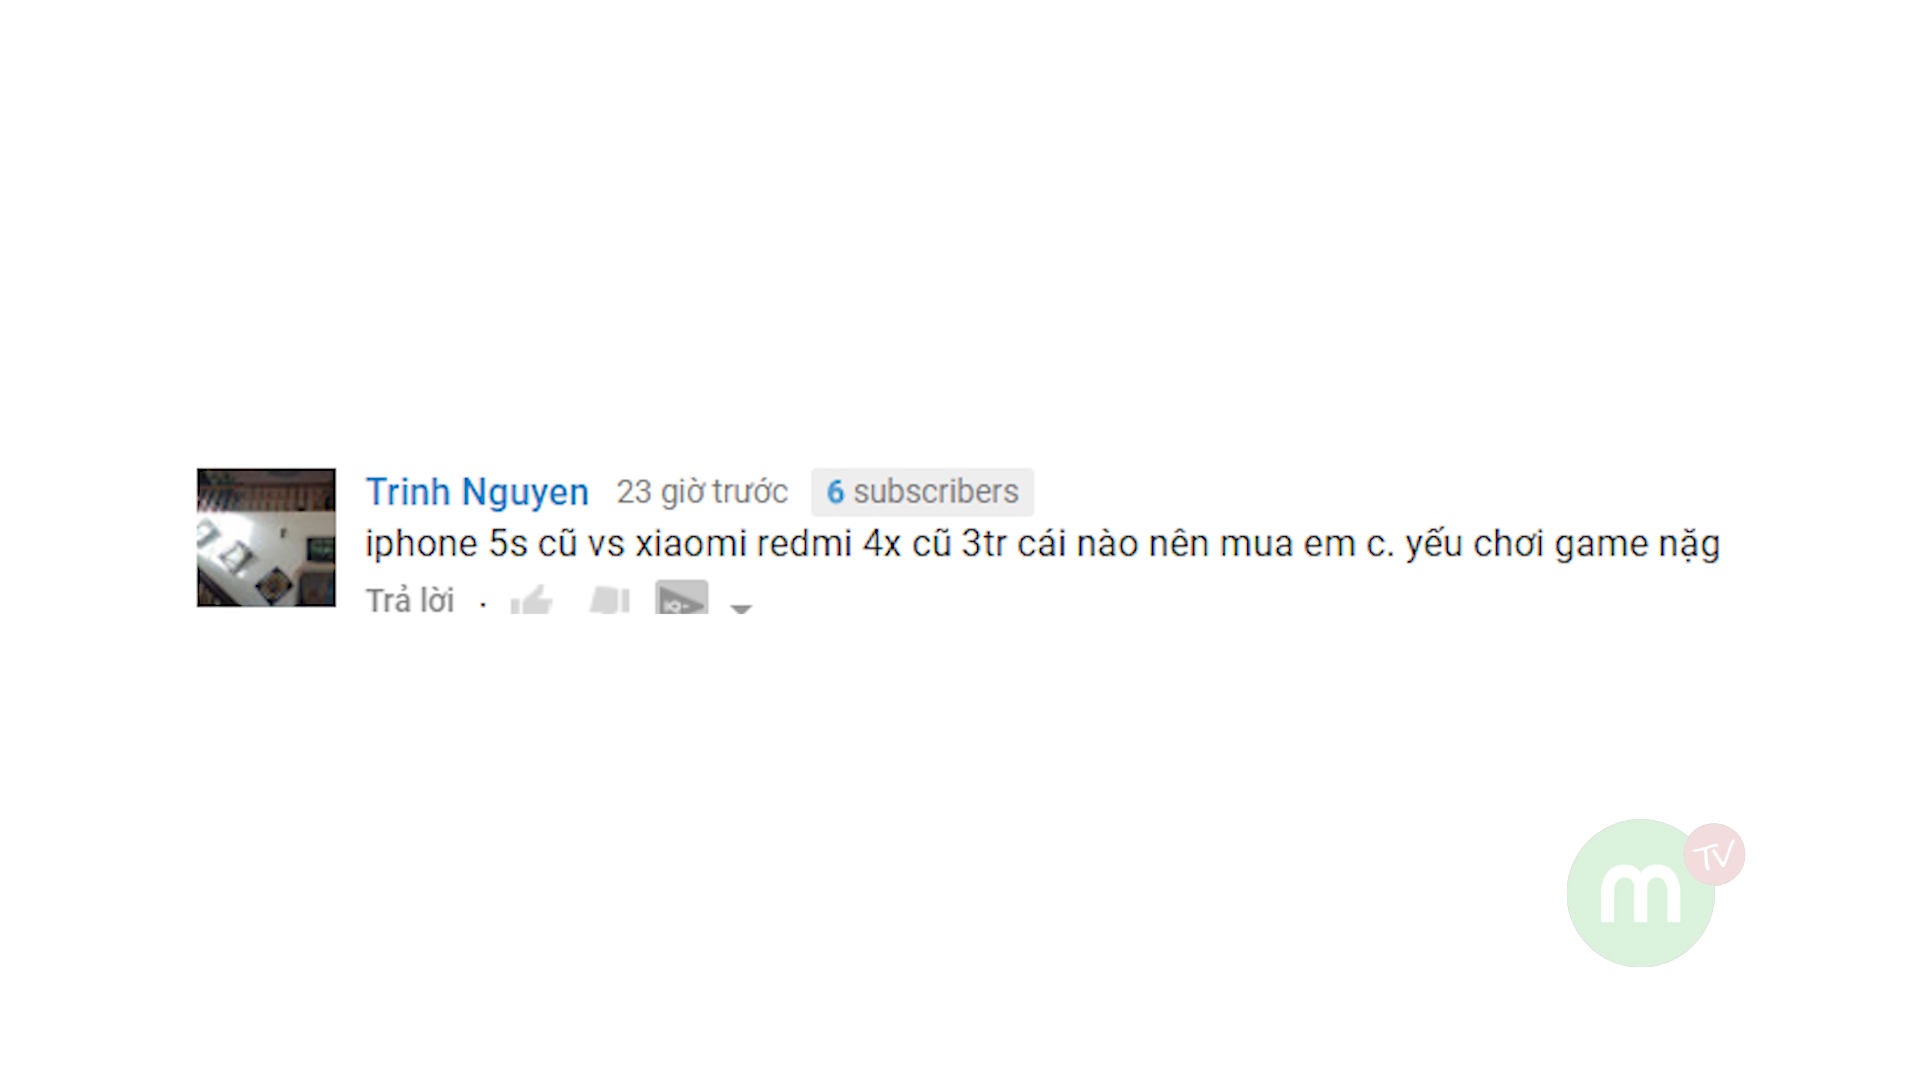 Trinh Nguyen 23 giờ trước 6 subscribers
iphone 5s cũ vs xiaomi redmi 4x cũ 3tr cái nào nên mua em c. yếu chơi game nặg
Trả lời .
m TV